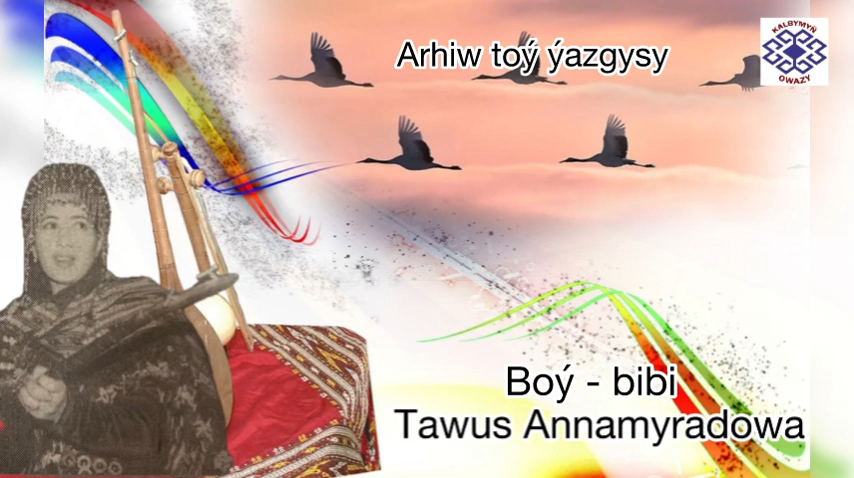 Arhiw toý ýazgysy
KALBYMYŇ
OWAZY
Boý - bibi
Tawus Annamyradowa